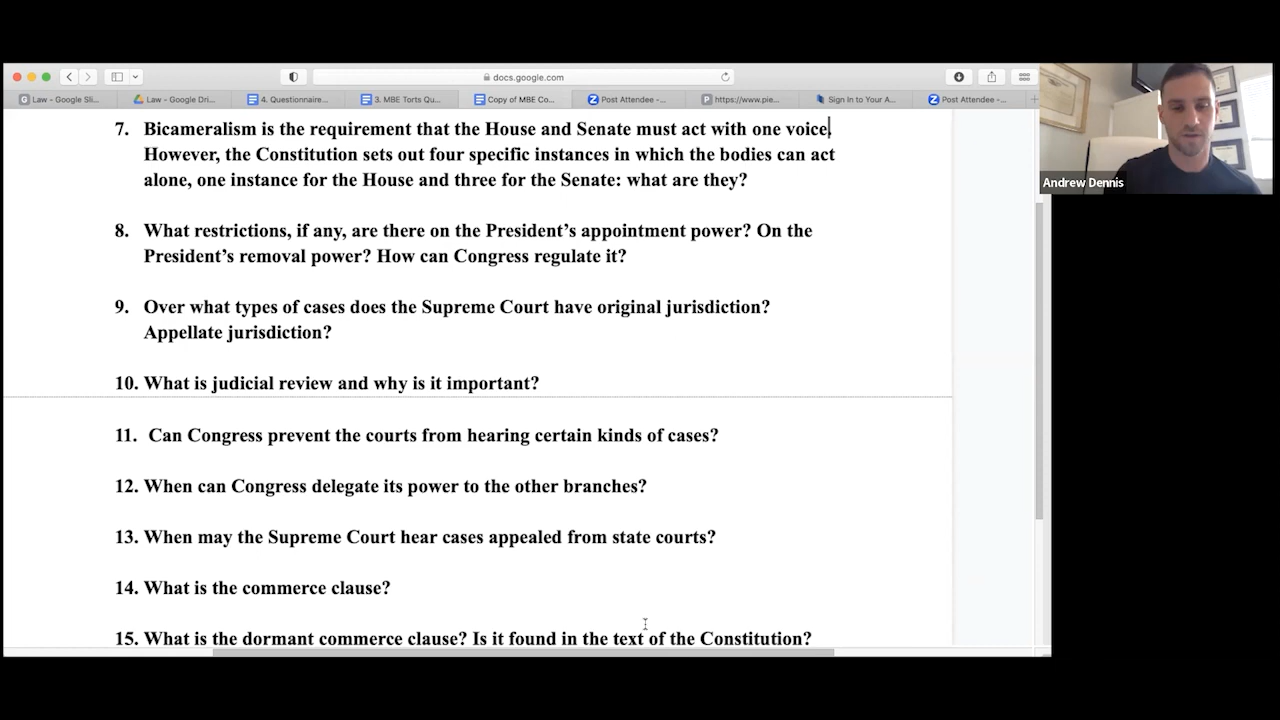 docs.google.com
Law - Google Sli...
Law - Google Dri...
4. Questionnaire...
3. MBE Torts Qu...
Copy of MBE Co...
Post Attendee -...
https://www.pie...
Sign In to Your A...
Post Attendee -...
7. Bicameralism is the requirement that the House and Senate must act with one voice.
However, the Constitution sets out four specific instances in which the bodies can act
alone, one instance for the House and three for the Senate: what are they?
8. What restrictions, if any, are there on the President’s appointment power? On the
President’s removal power? How can Congress regulate it?
9. Over what types of cases does the Supreme Court have original jurisdiction?
Appellate jurisdiction?
10. What is judicial review and why is it important?
11. Can Congress prevent the courts from hearing certain kinds of cases?
12. When can Congress delegate its power to the other branches?
13. When may the Supreme Court hear cases appealed from state courts?
14. What is the commerce clause?
15. What is the dormant commerce clause? Is it found in the text of the Constitution?
Andrew Dennis